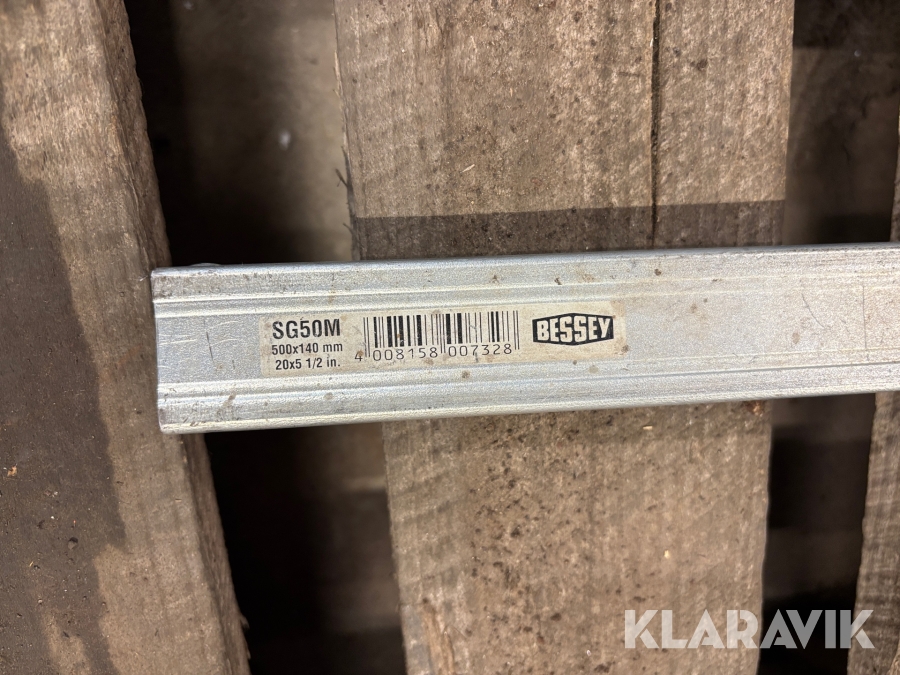 SG50M
500x140 mm
20x5 1/2 in.
4 008158 007328
BESSEY
KLARAVIK